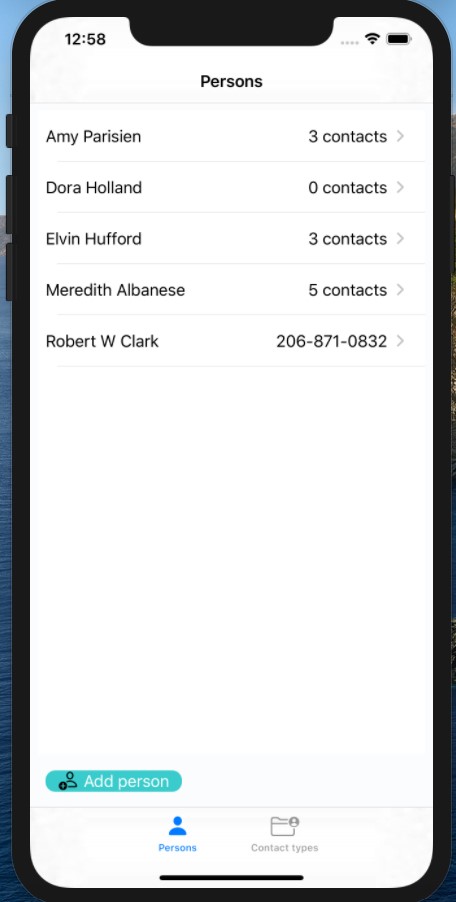 12:58
Persons
Amy Parisien 3 contacts
Dora Holland 0 contacts
Elvin Hufford 3 contacts
Meredith Albanese 5 contacts
Robert W Clark 206-871-0832
Add person
Persons Contact types